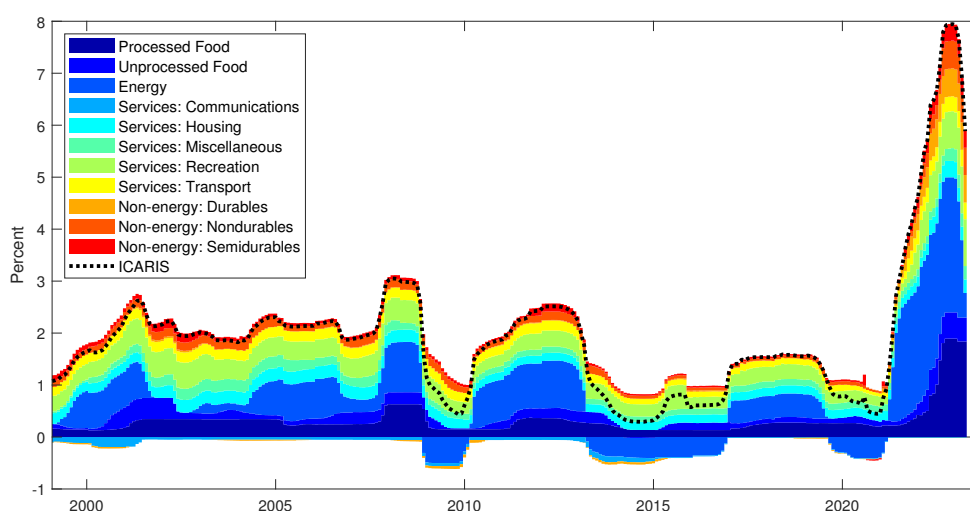 8
7
6
5
4
3
2
1
0
-1
Percent
Processed Food
Unprocessed Food
Energy
Services: Communications
Services: Housing
Services: Miscellaneous
Services: Recreation
Services: Transport
Non-energy: Durables
Non-energy: Nondurables
Non-energy: Semidurables
ICARIS
2000 2005 2010 2015 2020